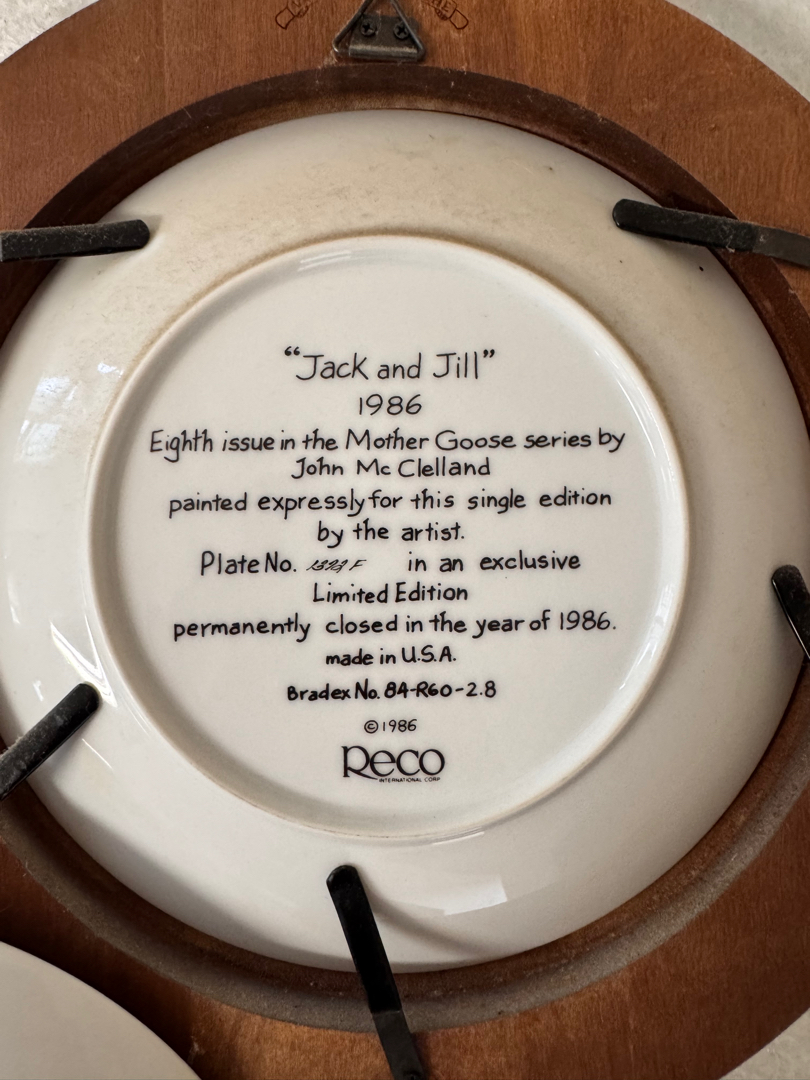 “Jack and Jill”
1986
Eighth issue in the Mother Goose series by
John Mc Clelland
painted expressly for this single edition
by the artist.
Plate No. in an exclusive
Limited Edition
permanently closed in the year of 1986.
made in U.S.A.
Bradex No. 84-R60-2.8
©1986
Reco
INTERNATIONAL CORP